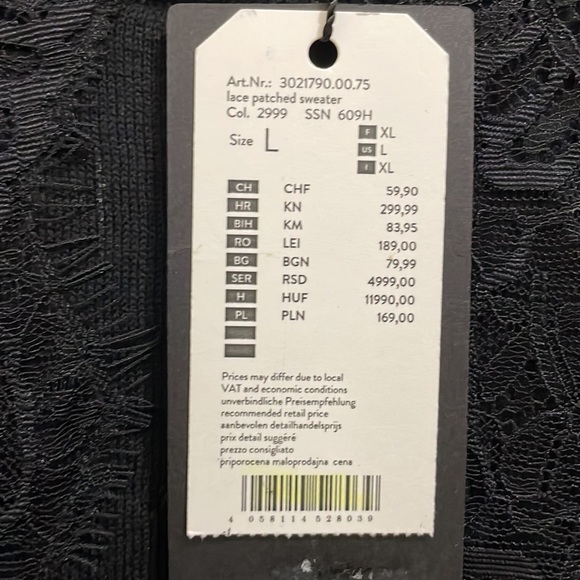 Art.Nr.: 3021790.00.75
lace patched sweater
Col. 2999 SSN 609H
Size L
F XL
US L
I XL
CH CHF 59,90
HR KN 299,99
BIH KM 83,95
RO LEI 189,00
BG BGN 79,99
SER RSD 4999,00
H HUF 11990,00
PL PLN 169,00
Prices may differ due to local
VAT and economic conditions
unverbindliche Preisempfehlung
recommended retail price
aanbevolen detailhandelsprijs
prix detail suggéré
prezzo consigliato
priporocena maloprodajna cena
4 058114 528039